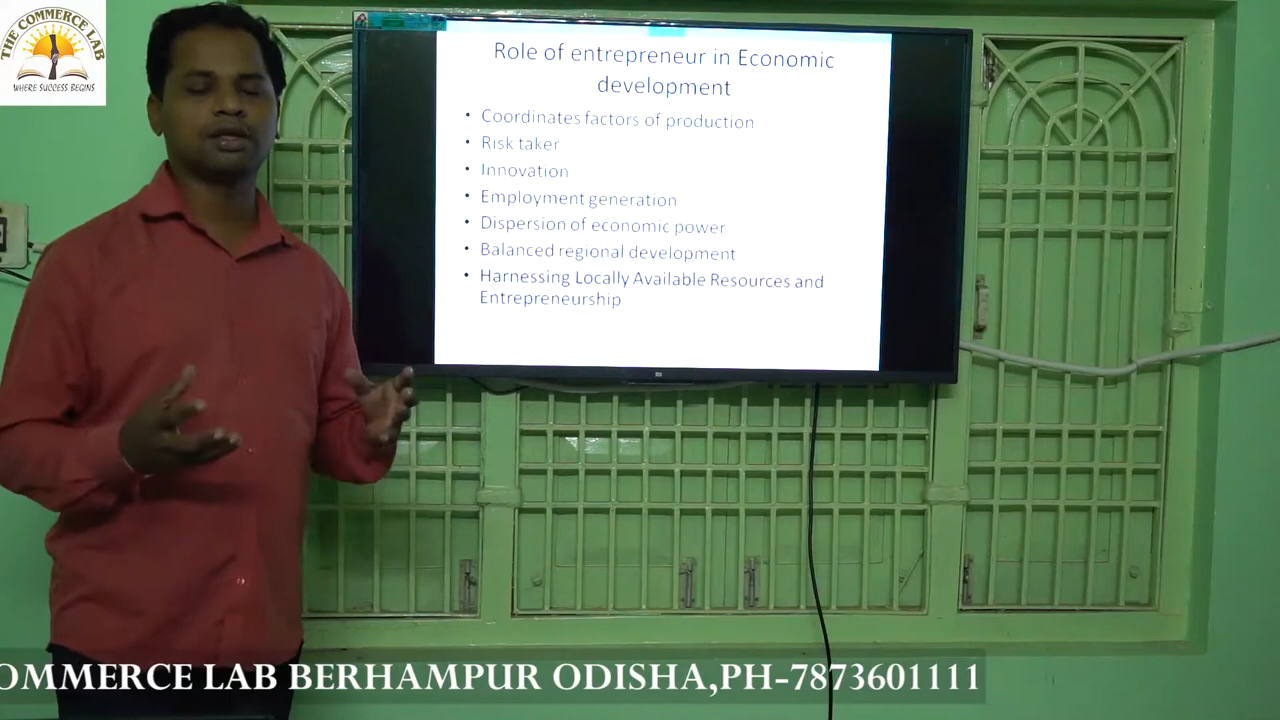 THE COMMERCE LAB
WHERE SUCCESS BEGINS
Role of entrepreneur in Economic
development
• Coordinates factors of production
• Risk taker
• Innovation
• Employment generation
• Dispersion of economic power
• Balanced regional development
• Harnessing Locally Available Resources and
Entrepreneurship
OMMERCE LAB BERHAMPUR ODISHA,PH-7873601111